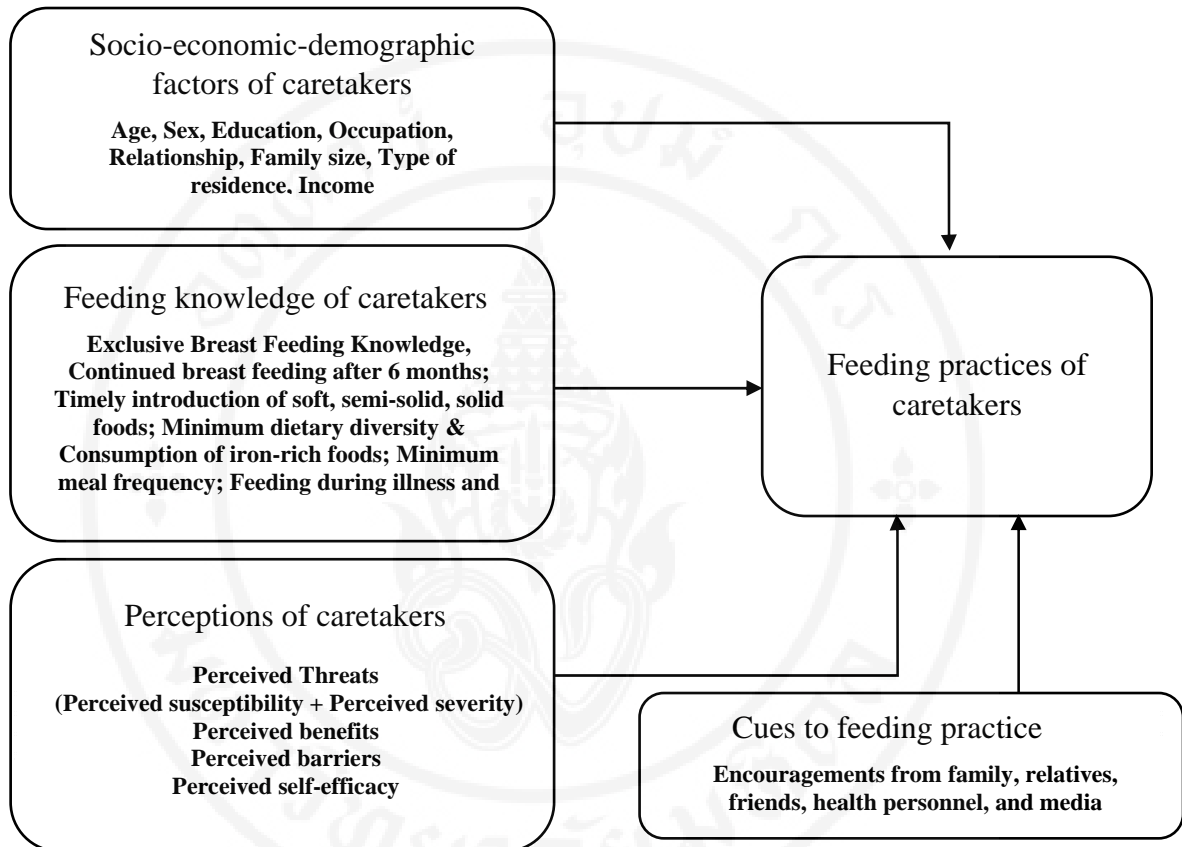 Socio-economic-demographic
factors of caretakers
Age, Sex, Education, Occupation,
Relationship, Family size, Type of
residence, Income
Feeding knowledge of caretakers
Exclusive Breast Feeding Knowledge,
Continued breast feeding after 6 months;
Timely introduction of soft, semi-solid, solid
foods; Minimum dietary diversity &
Consumption of iron-rich foods; Minimum
meal frequency; Feeding during illness and
Perceptions of caretakers
Perceived Threats
(Perceived susceptibility + Perceived severity)
Perceived benefits
Perceived barriers
Perceived self-efficacy
Feeding practices of
caretakers
Cues to feeding practice
Encouragements from family, relatives,
friends, health personnel, and media